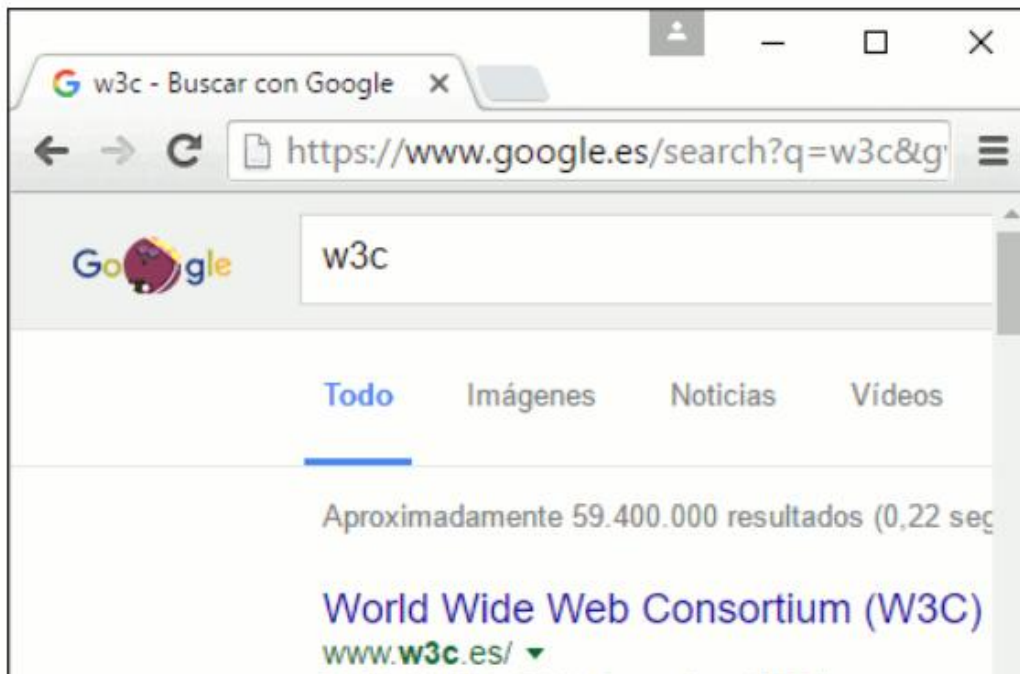 w3c - Buscar con Google
https://www.google.es/search?q=w3c&g
Google
w3c
Todo Imágenes Noticias Vídeos
Aproximadamente 59.400.000 resultados (0,22 seg
World Wide Web Consortium (W3C)
www.w3c.es/